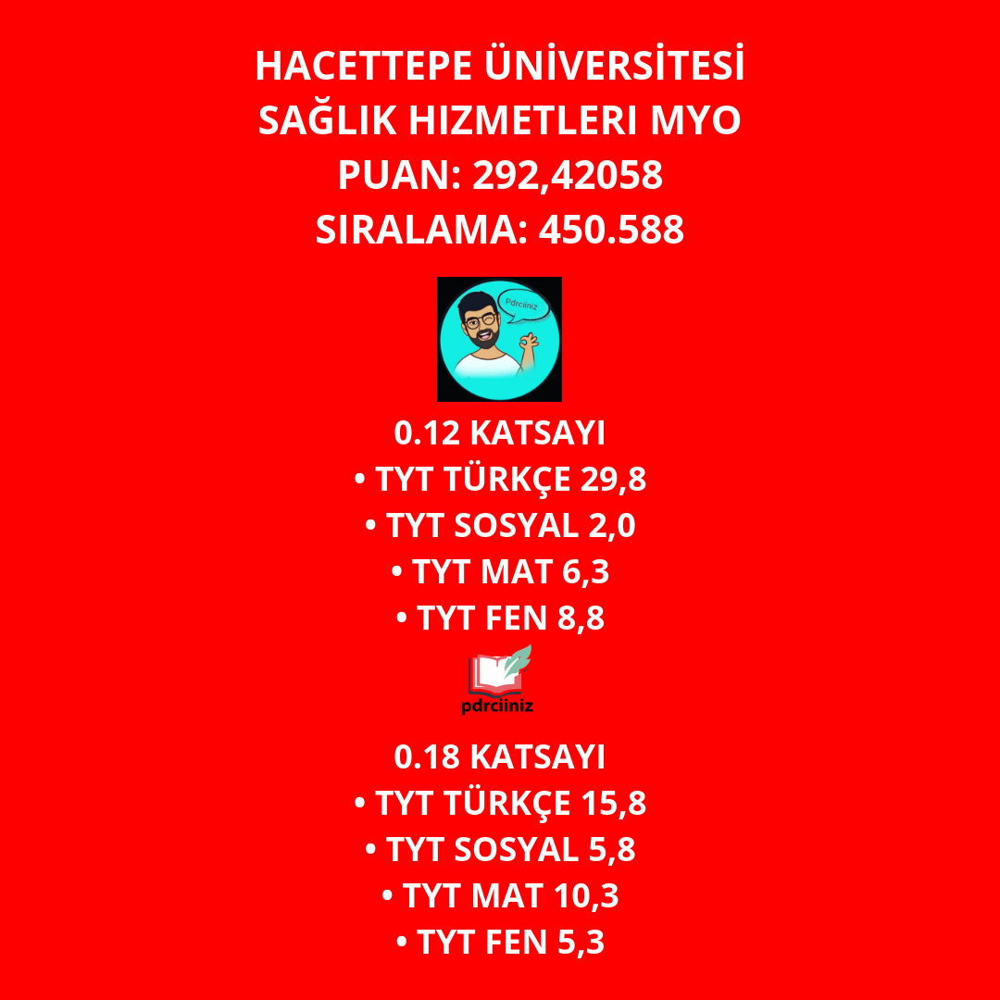 HACETTEPE ÜNİVERSİTESİ
SAĞLIK HIZMETLERI MYO
PUAN: 292,42058
SIRALAMA: 450.588
Pdrciiniz
0.12 KATSAYI
• TYT TÜRKÇE 29,8
• TYT SOSYAL 2,0
• TYT MAT 6,3
• TYT FEN 8,8
pdrciiniz
0.18 KATSAYI
• TYT TÜRKÇE 15,8
• TYT SOSYAL 5,8
• TYT MAT 10,3
• TYT FEN 5,3